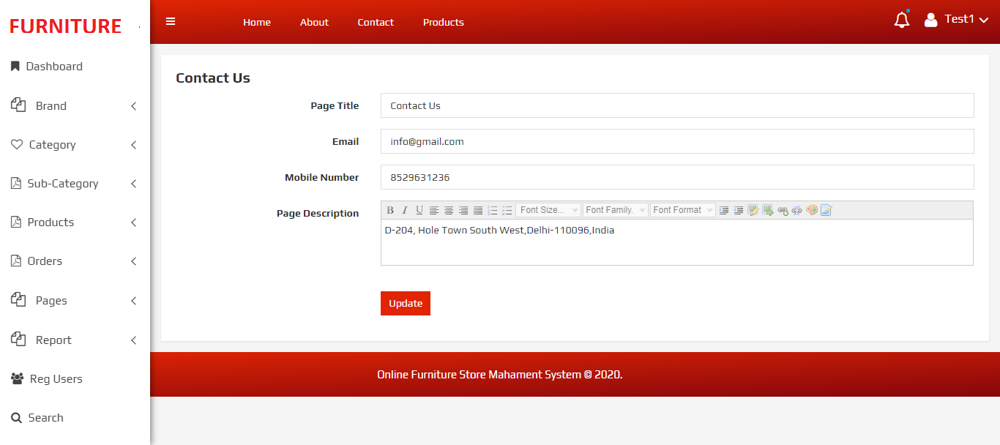 FURNITURE
Home About Contact Products
Test1
Dashboard
Brand
Category
Sub-Category
Products
Orders
Pages
Report
Reg Users
Search
Contact Us
Page Title Contact Us
Email info@gmail.com
Mobile Number 8529631236
Page Description
B I U Font Size... Font Family. Font Format
D-204, Hole Town South West,Delhi-110096,India
Update
Online Furniture Store Mahament System © 2020.